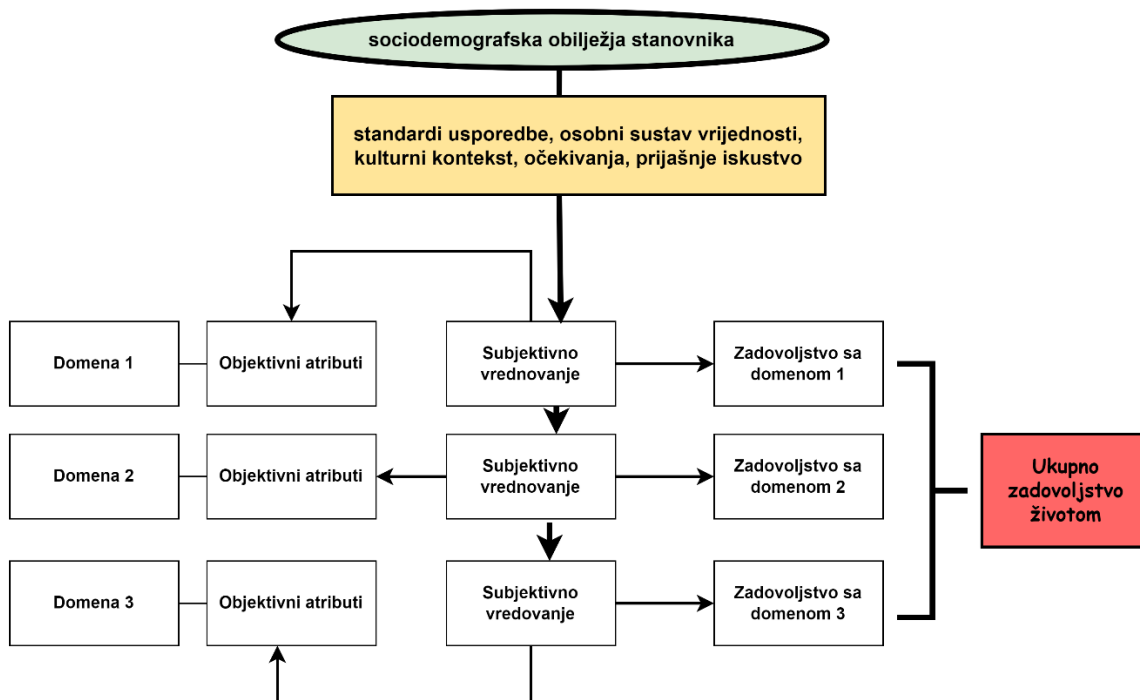 sociodemografska obilježja stanovnika
standardi usporedbe, osobni sustav vrijednosti,
kulturni kontekst, očekivanja, prijašnje iskustvo
Domena 1
Objektivni atributi
Subjektivno
vrednovanje
Zadovoljstvo sa
domenom 1
Domena 2
Objektivni atributi
Subjektivno
vrednovanje
Zadovoljstvo sa
domenom 2
Ukupno
zadovoljstvo
životom
Domena 3
Objektivni atributi
Subjektivno
vredovanje
Zadovoljstvo sa
domenom 3